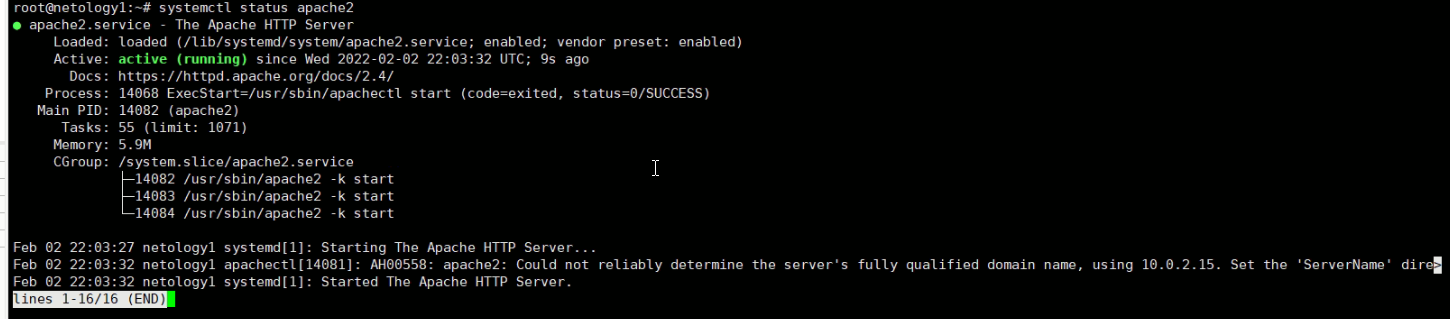 root@netology1:~# systemctl status apache2
● apache2.service - The Apache HTTP Server
     Loaded: loaded (/lib/systemd/system/apache2.service; enabled; vendor preset: enabled)
     Active: active (running) since Wed 2022-02-02 22:03:32 UTC; 9s ago
       Docs: https://httpd.apache.org/docs/2.4/
    Process: 14068 ExecStart=/usr/sbin/apachectl start (code=exited, status=0/SUCCESS)
   Main PID: 14082 (apache2)
      Tasks: 55 (limit: 1071)
     Memory: 5.9M
     CGroup: /system.slice/apache2.service
             ├─14082 /usr/sbin/apache2 -k start
             ├─14083 /usr/sbin/apache2 -k start
             └─14084 /usr/sbin/apache2 -k start

Feb 02 22:03:27 netology1 systemd[1]: Starting The Apache HTTP Server...
Feb 02 22:03:32 netology1 apachectl[14081]: AH00558: apache2: Could not reliably determine the server's fully qualified domain name, using 10.0.2.15. Set the 'ServerName' dire>
Feb 02 22:03:32 netology1 systemd[1]: Started The Apache HTTP Server.
lines 1-16/16 (END)